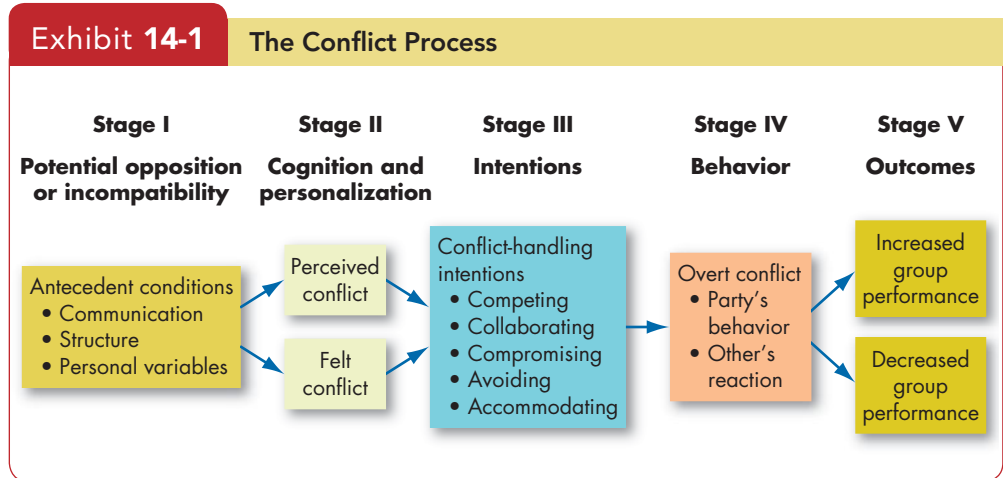 Exhibit 14-1
The Conflict Process
Stage I
Potential opposition
or incompatibility
Stage II
Cognition and
personalization
Stage III
Intentions
Stage IV
Behavior
Stage V
Outcomes
Antecedent conditions
• Communication
• Structure
• Personal variables
Perceived
conflict
Felt
conflict
Conflict-handling
intentions
• Competing
• Collaborating
• Compromising
• Avoiding
• Accommodating
Overt conflict
• Party's
behavior
• Other's
reaction
Increased
group
performance
Decreased
group
performance